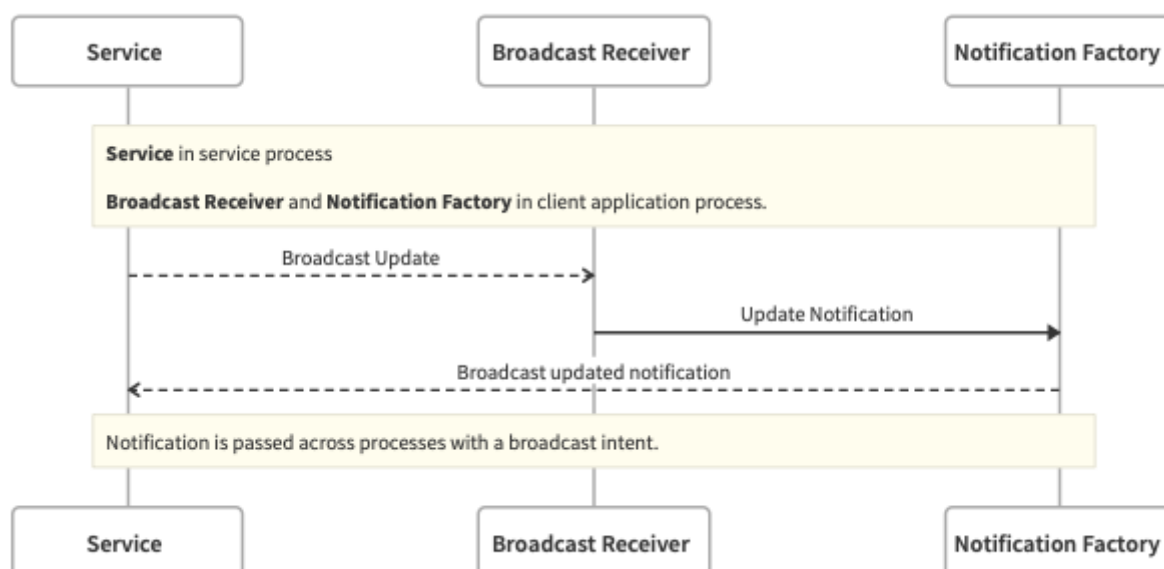 Service
Broadcast Receiver
Notification Factory
Service in service process
Broadcast Receiver and Notification Factory in client application process.
Broadcast Update
Update Notification
Broadcast updated notification
Notification is passed across processes with a broadcast intent.
Service
Broadcast Receiver
Notification Factory